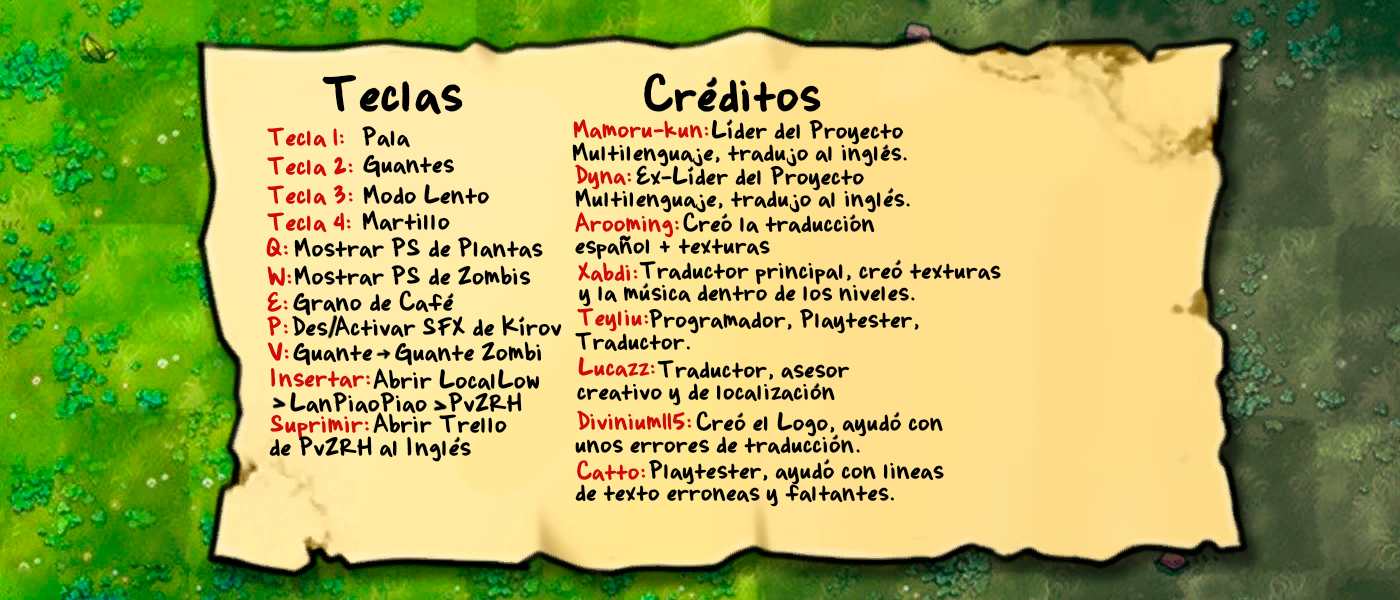 Teclas
Tecla 1: Pala
Tecla 2: Guantes
Tecla 3: Modo Lento
Tecla 4: Martillo
Q: Mostrar PS de Plantas
W: Mostrar PS de Zombis
E: Grano de Café
P: Des/Activar SFX de Kírov
V: Guante → Guante Zombi
Insertar: Abrir LocalLow
> LanPiaoPiao > PvZRH
Suprimir: Abrir Trello
de PvZRH al Inglés
Créditos
Mamoru-kun: Líder del Proyecto
Multilenguaje, tradujo al inglés.
Dyna: Ex-Líder del Proyecto
Multilenguaje, tradujo al inglés.
Arooming: Creó la traducción
español + texturas
Xabdi: Traductor principal, creó texturas
y la música dentro de los niveles.
Teyliu: Programador, Playtester,
Traductor.
Lucazz: Traductor, asesor
creativo y de localización
Divinium115: Creó el Logo, ayudó con
unos errores de traducción.
Catto: Playtester, ayudó con lineas
de texto erroneas y faltantes.